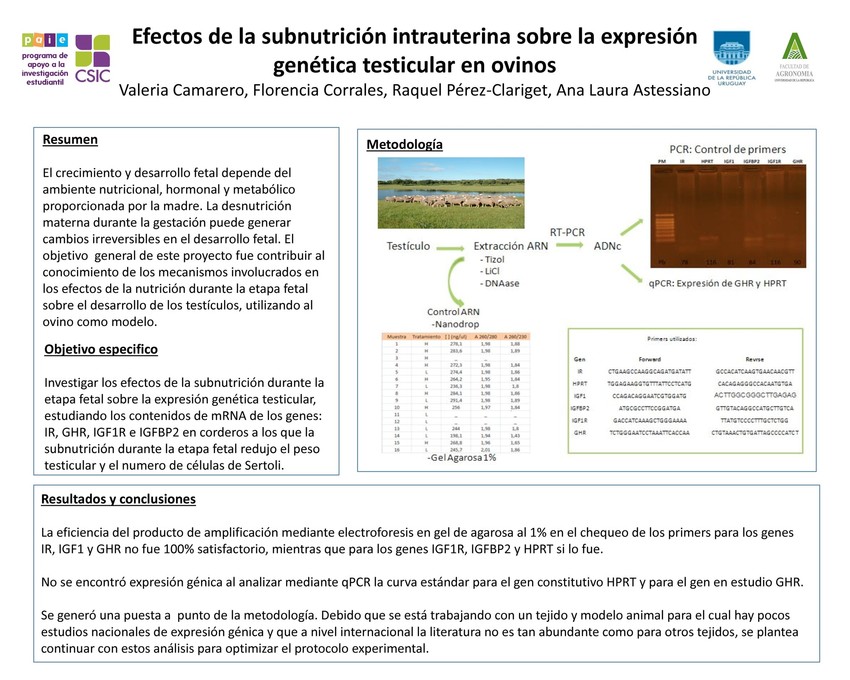 paie
programa de
apoyo a la
investigación
estudiantil
CSIC
Efectos de la subnutrición intrauterina sobre la expresión
genética testicular en ovinos
Valeria Camarero, Florencia Corrales, Raquel Pérez-Clariget, Ana Laura Astessiano
UNIVERSIDAD
DE LA REPÚBLICA
URUGUAY
FACULTAD DE
AGRONOMIA
Resumen
El crecimiento y desarrollo fetal depende del
ambiente nutricional, hormonal y metabólico
proporcionada por la madre. La desnutrición
materna durante la gestación puede generar
cambios irreversibles en el desarrollo fetal. El
objetivo general de este proyecto fue contribuir al
conocimiento de los mecanismos involucrados en
los efectos de la nutrición durante la etapa fetal
sobre el desarrollo de los testículos, utilizando al
ovino como modelo.
Objetivo especifico
Investigar los efectos de la subnutrición durante la
etapa fetal sobre la expresión genética testicular,
estudiando los contenidos de mRNA de los genes:
IR, GHR, IGF1R e IGFBP2 en corderos a los que la
subnutrición durante la etapa fetal redujo el peso
testicular y el numero de células de Sertoli.
Metodología
PCR: Control de primers
PM IR HPRT IGF1 IGFBP2 IGF1R GHR
Testículo
Extracción ARN
- Tizol
- LiCl
- DNAase
RT-PCR
ADNc
qPCR: Expresión de GHR y HPRT
Control ARN
-Nanodrop
Muestra Tratamiento [ ] (ng/ul) A 260/280 A 260/230
1 H 278,1 1,98 1,88
2 H 283,6 1,98 1,89
3 H _ _ _
4 H 272,3 1,98 1,84
5 L 274,4 1,98 1,86
6 H 264,2 1,95 1,84
7 L 236,3 1,98 1,8
8 H 284,1 1,98 1,86
9 L 291,4 1,98 1,89
10 H 256 1,97 1,84
11 L _ _ _
12 L _ _ _
13 L 244 1,98 1,8
14 L 198,1 1,94 1,43
15 H 268,8 1,96 1,65
16 L 245,7 2,01 1,86
-Gel Agarosa 1%
Primers utilizados:
Gen Forward Revrse
IR CTGAAGCCAAGGCAGATGATATT GCCACATCAAGTGAACAACGTT
HPRT TGGAGAAGGTGTTTATTCCTCATG CACAGAGGGCCACAATGTGA
IGF1 CCAGACAGGAATCGTGGATG ACTTGGCGGGCTTGAGAG
IGFBP2 ATGCGCCTTCCGGATGA GTTGTACAGGCCATGCTTGTCA
IGF1R GACCATCAAAGCTGGGAAAA TTATGTCCCCTTTGCTCTGG
GHR TCTGGGAATCCTAAATTCACCAA CTGTAAACTGTGATTAGCCCCATCT
Resultados y conclusiones
La eficiencia del producto de amplificación mediante electroforesis en gel de agarosa al 1% en el chequeo de los primers para los genes
IR, IGF1 y GHR no fue 100% satisfactorio, mientras que para los genes IGF1R, IGFBP2 y HPRT si lo fue.
No se encontró expresión génica al analizar mediante qPCR la curva estándar para el gen constitutivo HPRT y para el gen en estudio GHR.
Se generó una puesta a punto de la metodología. Debido que se está trabajando con un tejido y modelo animal para el cual hay pocos
estudios nacionales de expresión génica y que a nivel internacional la literatura no es tan abundante como para otros tejidos, se plantea
continuar con estos análisis para optimizar el protocolo experimental.